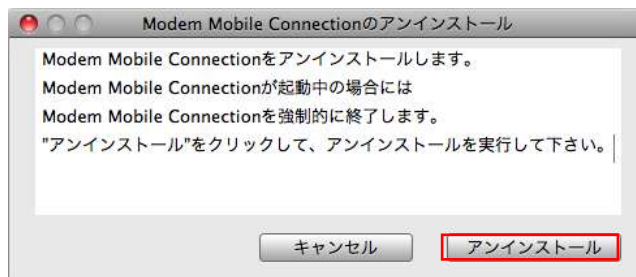 Modem Mobile Connectionのアンインストール
Modem Mobile Connectionをアンインストールします。
Modem Mobile Connectionが起動中の場合には
Modem Mobile Connectionを強制的に終了します。
"アンインストール"をクリックして、アンインストールを実行して下さい。
キャンセル
アンインストール